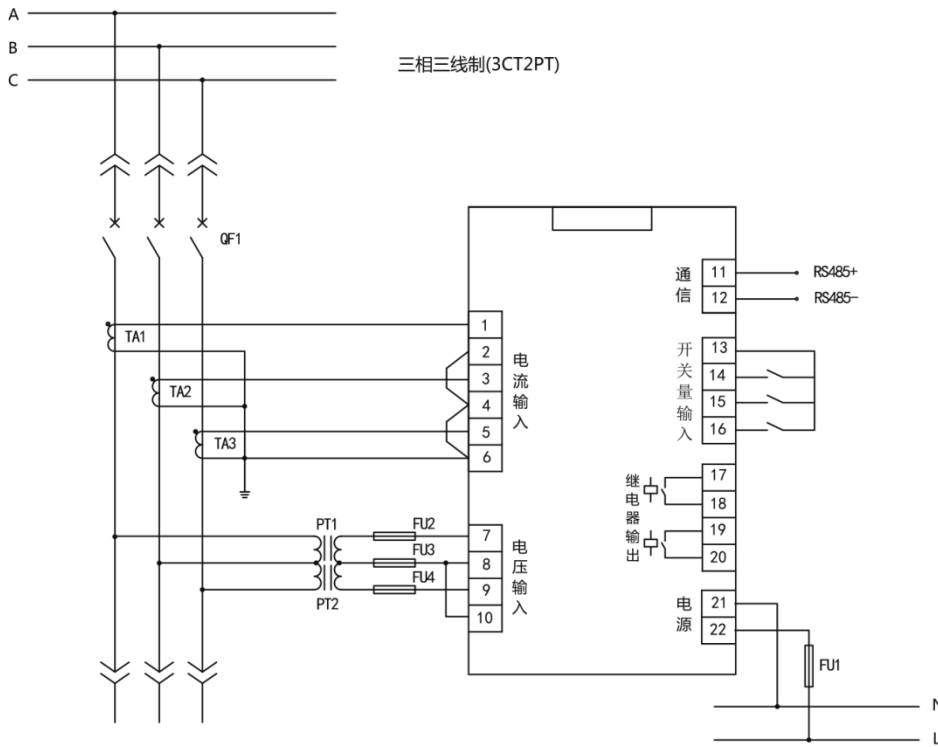 A
B
C
三相三线制(3CT2PT)
QF1
TA1
TA2
TA3
1
2
3
4
5
6
电流输入
PT1
PT2
FU2
FU3
FU4
7
8
9
10
电压输入
通信
11
12
RS485+
RS485-
开关量输入
13
14
15
16
继电器输出
17
18
19
20
电源
21
22
FU1
N
L